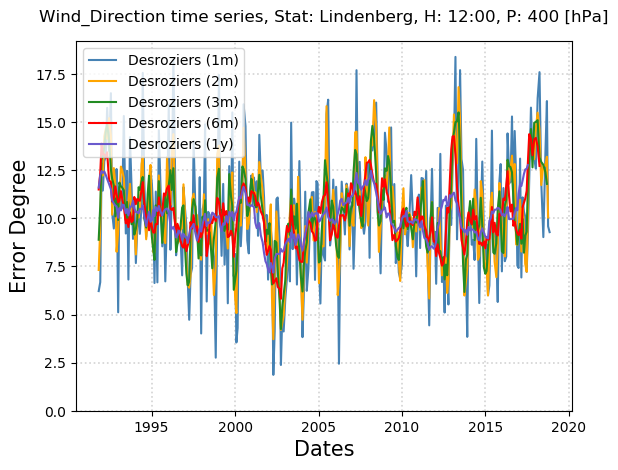 Wind_Direction time series, Stat: Lindenberg, H: 12:00, P: 400 [hPa]
Desroziers (1m)
Desroziers (2m)
Desroziers (3m)
Desroziers (6m)
Desroziers (1y)
Error Degree
17.5
15.0
12.5
10.0
7.5
5.0
2.5
0.0
1995 2000 2005 2010 2015 2020
Dates